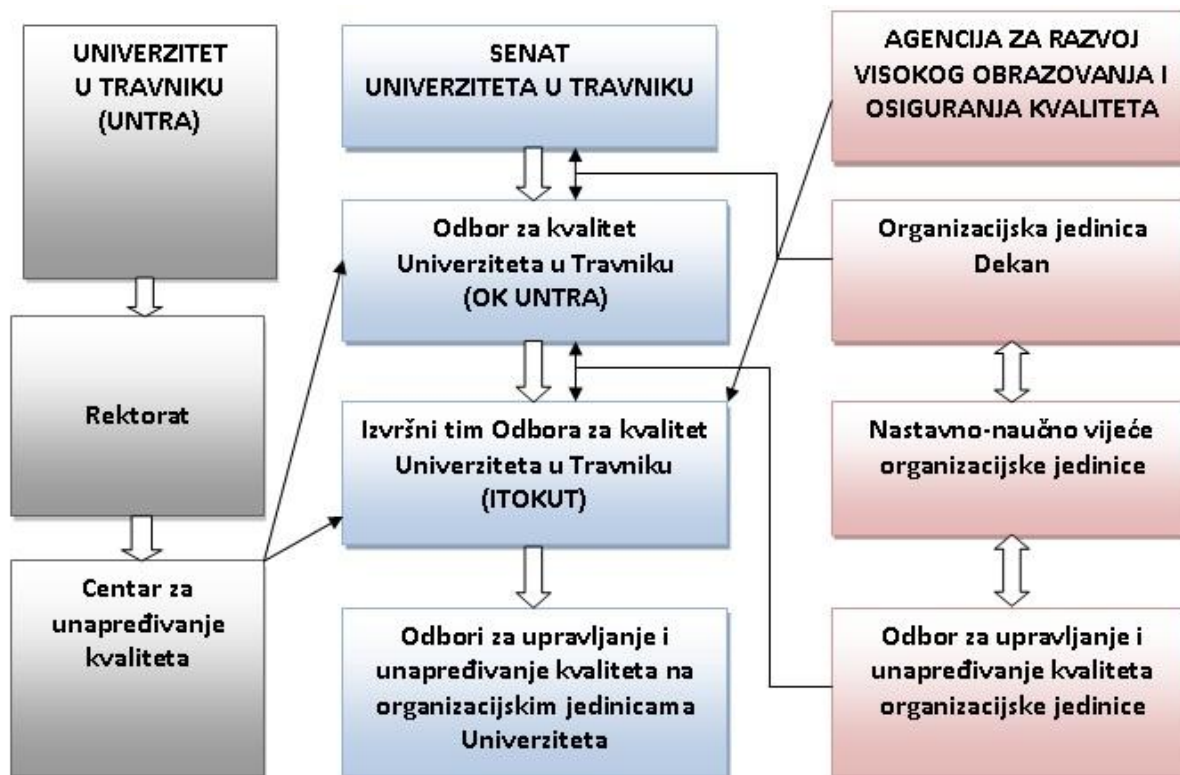 UNIVERZITET
U TRAVNIKU
(UNTRA)
Rektorat
Centar za
unapređivanje
kvaliteta
SENAT
UNIVERZITETA U TRAVNIKU
Odbor za kvalitet
Univerziteta u Travniku
(OK UNTRA)
Izvršni tim Odbora za kvalitet
Univerziteta u Travniku
(ITOKUT)
Odbori za upravljanje i
unapređivanje kvaliteta na
organizacijskim jedinicama
Univerziteta
AGENCIJA ZA RAZVOJ
VISOKOG OBRAZOVANJA I
OSIGURANJA KVALITETA
Organizacijska jedinica
Dekan
Nastavno-naučno vijeće
organizacijske jedinice
Odbor za upravljanje i
unapređivanje kvaliteta
organizacijske jedinice